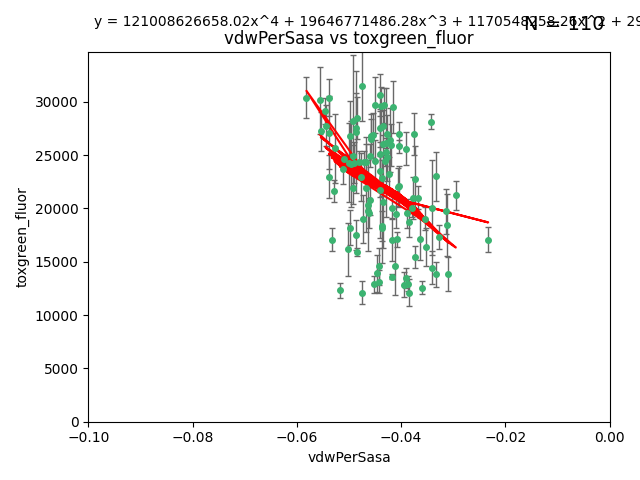 y = 121008626658.02x^4 + 19646771486.28x^3 +
N = 110
vdwPerSasa vs toxgreen_fluor
toxgreen_fluor
30000
25000
20000
15000
10000
5000
0
−0.10 −0.08 −0.06 −0.04 −0.02 0.00
vdwPerSasa